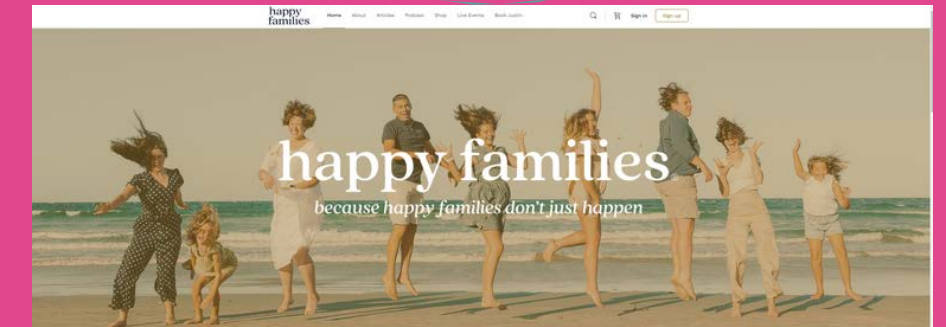 happy
families
Home About Articles Podcast Shop Live Events Book Justin Sign in Sign up
happy families
because happy families don't just happen